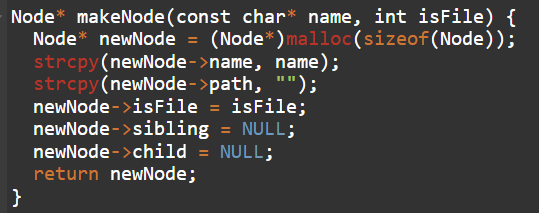 Node* makeNode(const char* name, int isFile) {
  Node* newNode = (Node*)malloc(sizeof(Node));
  strcpy(newNode->name, name);
  strcpy(newNode->path, "");
  newNode->isFile = isFile;
  newNode->sibling = NULL;
  newNode->child = NULL;
  return newNode;
}